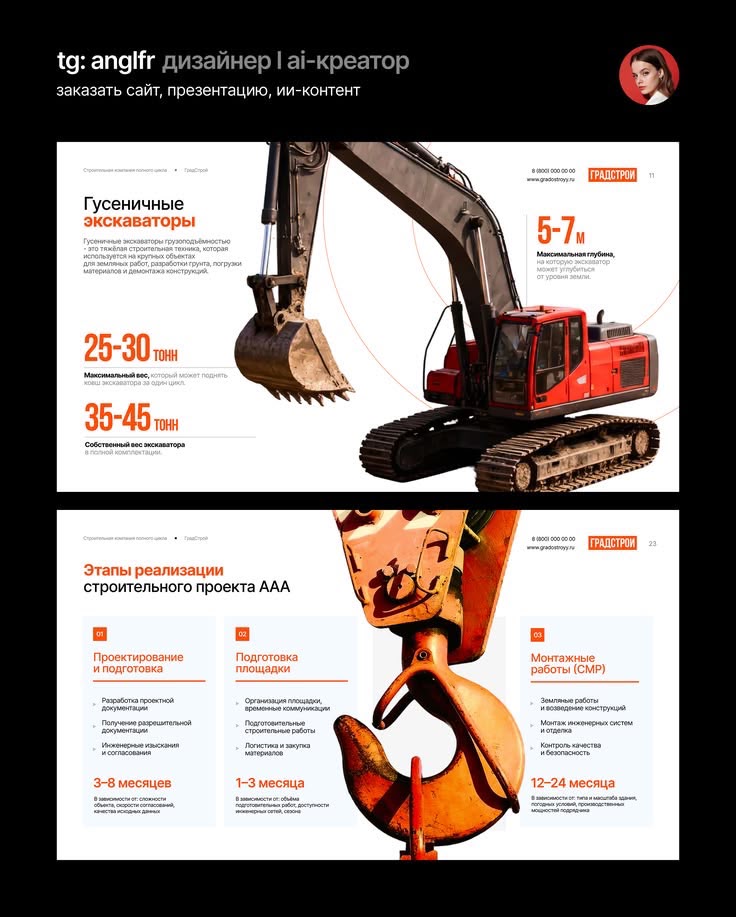 tg: anglfr дизайнер | ai-креатор
заказать сайт, презентацию, ии-контент
Строительная компания полного цикла • ГрадСтрой
8 (800) 000 00 00
www.gradostroyy.ru
ГРАДСТРОЙ
11
Гусеничные
экскаваторы
Гусеничные экскаваторы грузоподъёмностью
- это тяжёлая строительная техника, которая
используется на крупных объектах
для земляных работ, разработки грунта, погрузки
материалов и демонтажа конструкций.
5-7 м
Максимальная глубина,
на которую экскаватор
может углубиться
от уровня земли.
25-30 тонн
Максимальный вес, который может поднять
ковш экскаватора за один цикл.
35-45 тонн
Собственный вес экскаватора
в полной комплектации.
Строительная компания полного цикла • ГрадСтрой
8 (800) 000 00 00
www.gradostroyy.ru
ГРАДСТРОЙ
23
Этапы реализации
строительного проекта ААА
01
Проектирование
и подготовка
Разработка проектной
документации
Получение разрешительной
документации
Инженерные изыскания
и согласования
3–8 месяцев
В зависимости от: сложности
объекта, скорости согласований,
качества исходных данных
02
Подготовка
площадки
Организация площадки,
временные коммуникации
Подготовительные
строительные работы
Логистика и закупка
материалов
1–3 месяца
В зависимости от: объёма
подготовительных работ, доступности
инженерных сетей, сезона
03
Монтажные
работы (СМР)
Земляные работы
и возведение конструкций
Монтаж инженерных систем
и отделка
Контроль качества
и безопасность
12–24 месяца
В зависимости от: типа и масштаба здания,
погодных условий, производственных
мощностей подрядчика